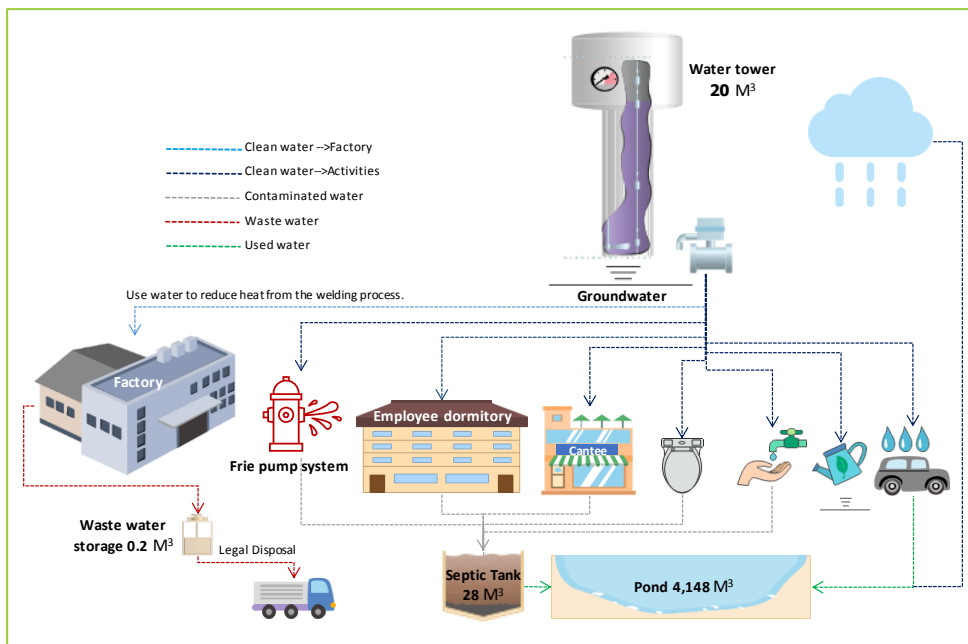 Water tower
20 M³
Clean water -->Factory
Clean water-->Activities
Contaminated water
Waste water
Used water
Groundwater
Use water to reduce heat from the welding process.
Factory
Employee dormitory
Cantee
Frie pump system
Waste water
storage 0.2 M³
Legal Disposal
Septic Tank
28 M³
Pond 4,148 M³